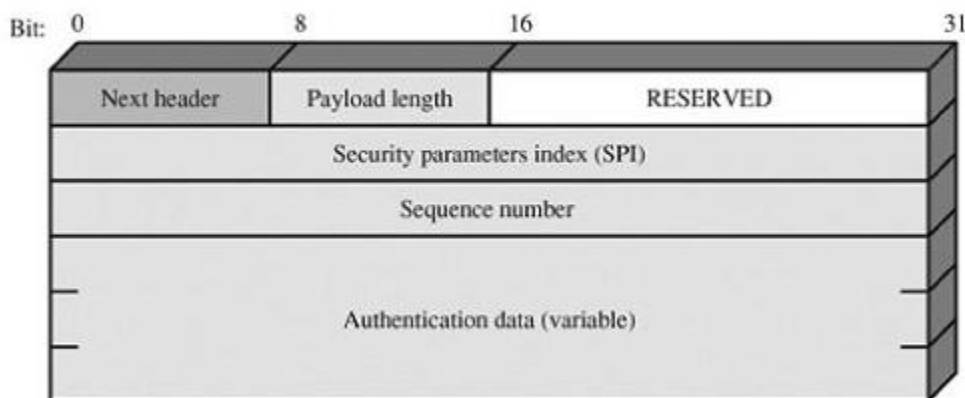 Bit: 0 8 16 31
Next header Payload length RESERVED
Security parameters index (SPI)
Sequence number
Authentication data (variable)